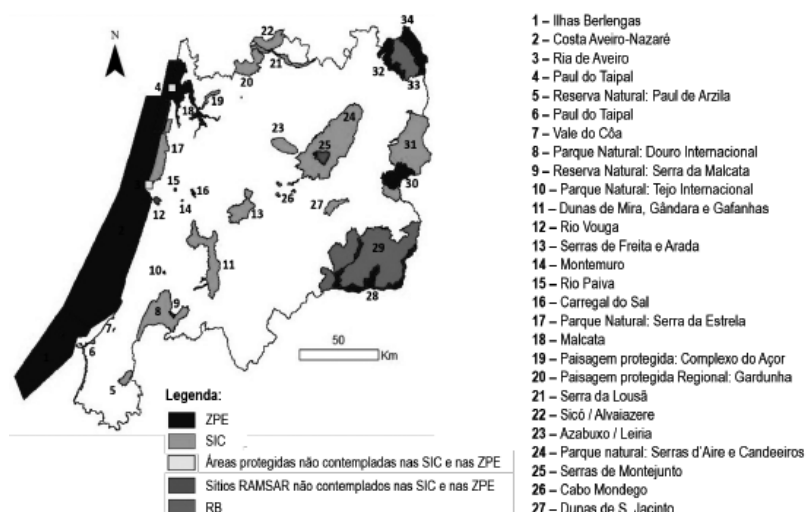 N
22
34
20
21
32
33
4
19
18
24
23
25
31
17
15
16
26
27
30
12
14
13
29
10
11
28
8
9
7
6
5
50
Km
Legenda:
ZPE
SIC
Áreas protegidas não contempladas nas SIC e nas ZPE
Sítios RAMSAR não contemplados nas SIC e nas ZPE
RB
1 – Ilhas Berlengas
2 – Costa Aveiro-Nazaré
3 – Ria de Aveiro
4 – Paul do Taipal
5 – Reserva Natural: Paul de Arzila
6 – Paul do Taipal
7 – Vale do Côa
8 – Parque Natural: Douro Internacional
9 – Reserva Natural: Serra da Malcata
10 – Parque Natural: Tejo Internacional
11 – Dunas de Mira, Gândara e Gafanhas
12 – Rio Vouga
13 – Serras de Freita e Arada
14 – Montemuro
15 – Rio Paiva
16 – Carregal do Sal
17 – Parque Natural: Serra da Estrela
18 – Malcata
19 – Paisagem protegida: Complexo do Açor
20 – Paisagem protegida Regional: Gardunha
21 – Serra da Lousã
22 – Sicó / Alvaiazere
23 – Azabuxo / Leiria
24 – Parque natural: Serras d'Aire e Candeeiros
25 – Serras de Montejunto
26 – Cabo Mondego
27 – Dunas de S. Jacinto